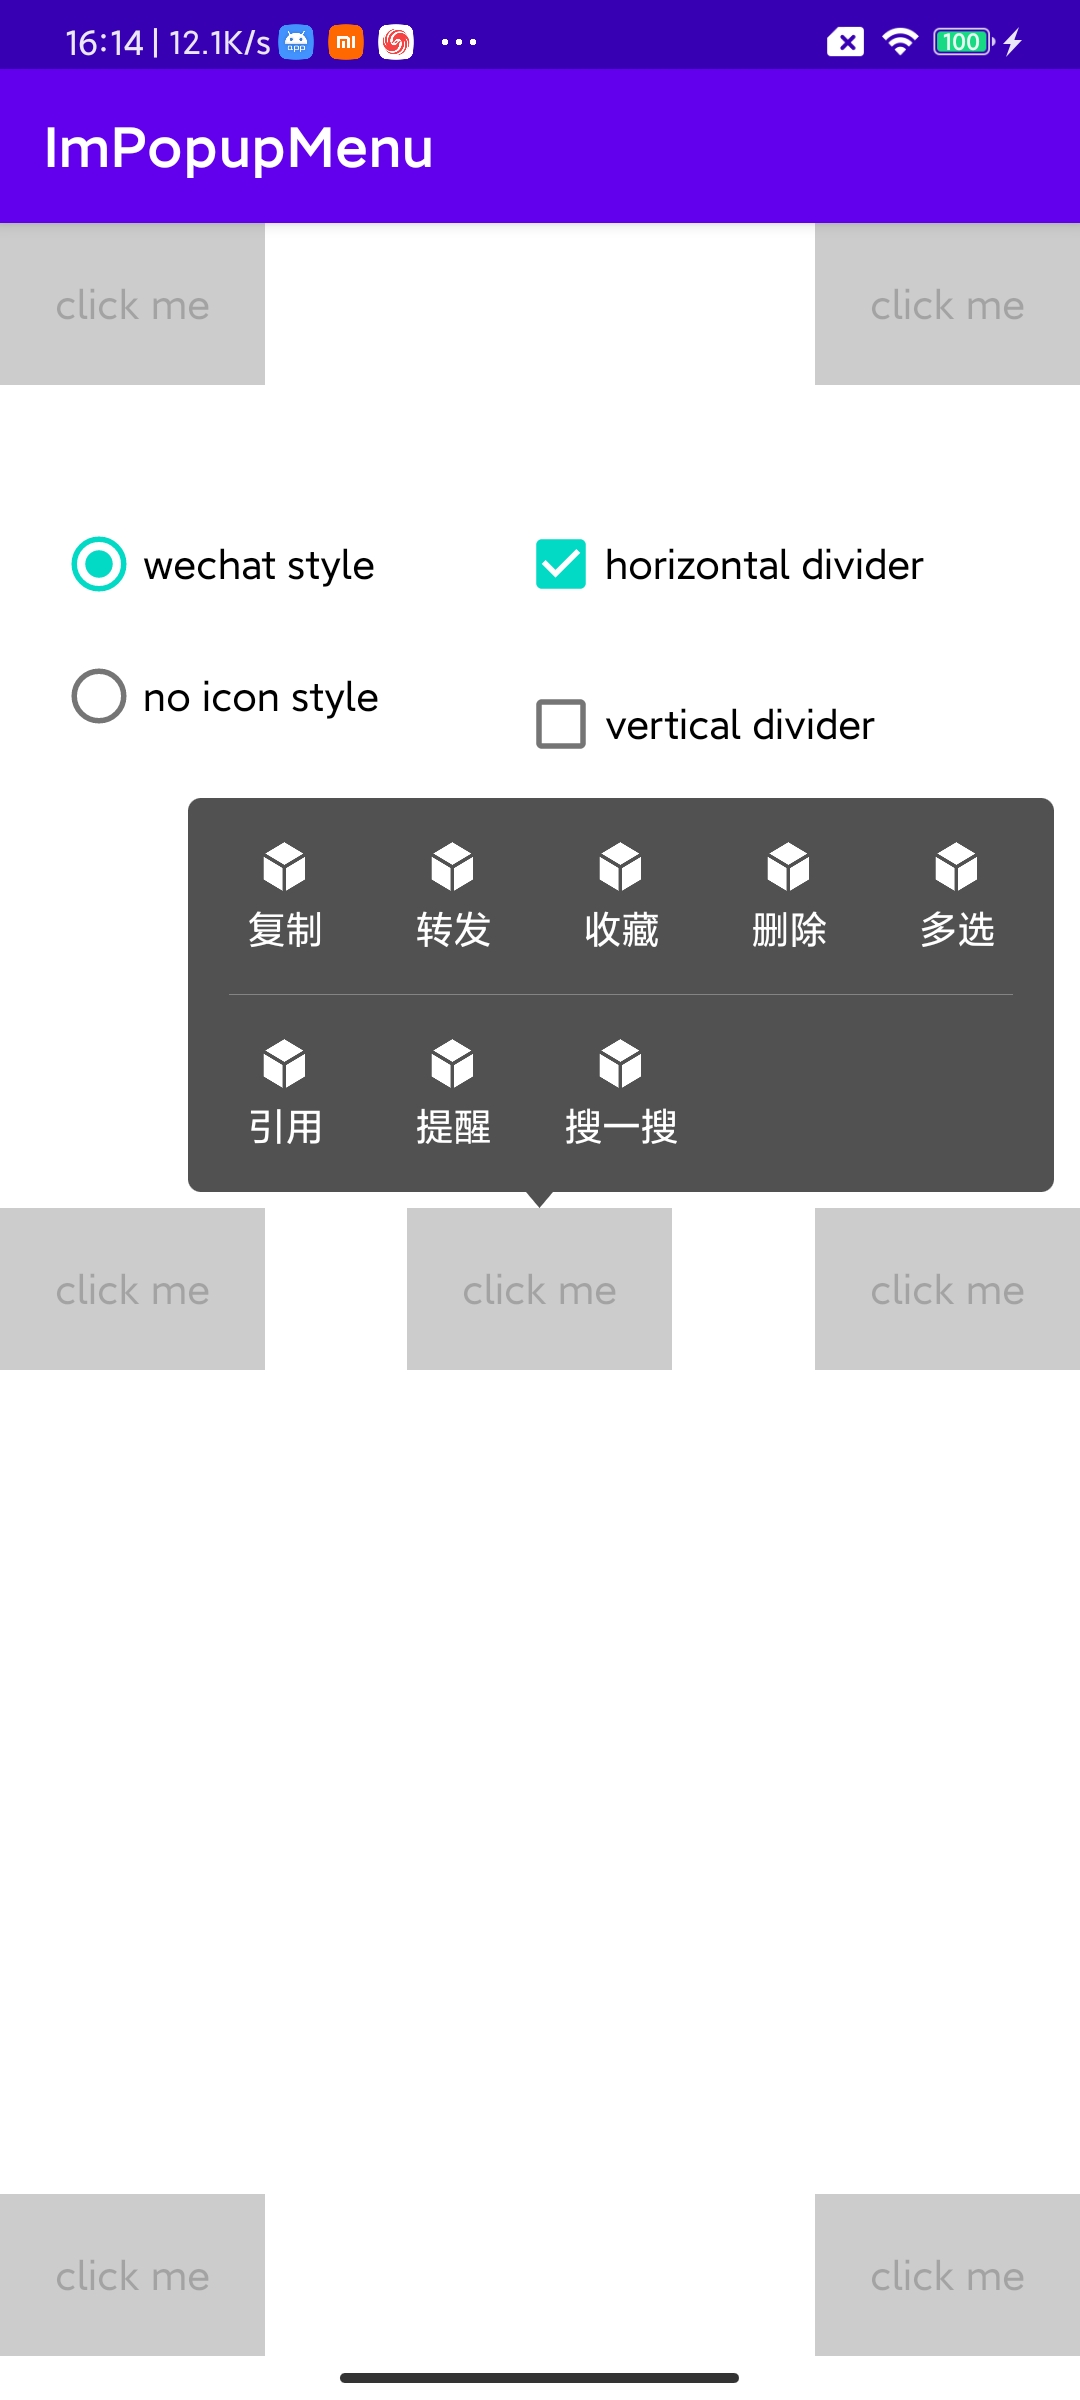 16:14 | 12.1K/s app 100
ImPopupMenu
click me click me
wechat style horizontal divider
no icon style
vertical divider
复制 转发 收藏 删除 多选
引用 提醒 搜一搜
click me click me click me
click me click me